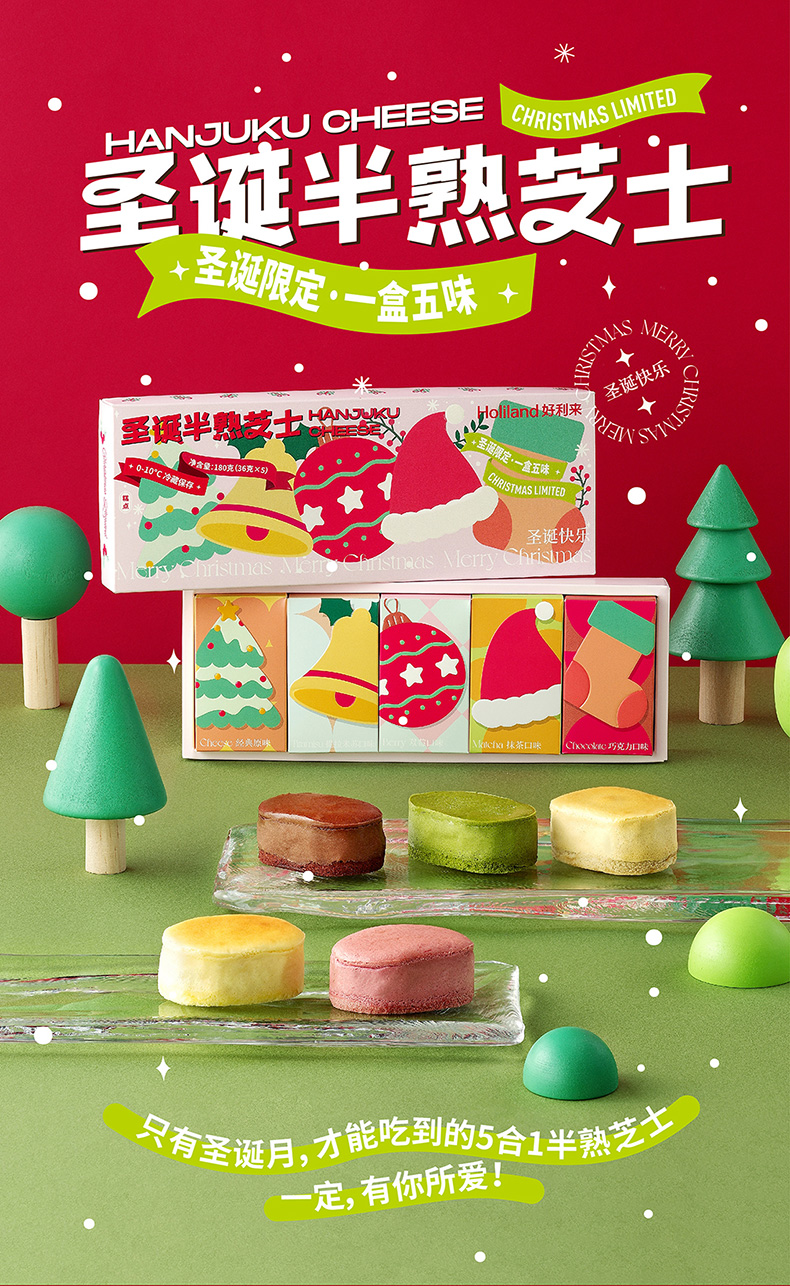 HANJUKU CHEESE
CHRISTMAS LIMITED
圣诞半熟芝士
圣诞限定·一盒五味
MERRY CHRISTMAS MERRY CHRISTMAS
圣诞快乐
圣诞半熟芝士
HANJUKU
CHEESE
Holiland 好利来
0-10°C 冷藏保存
净含量:180克(36克×5)
糕点
圣诞限定·一盒五味
CHRISTMAS LIMITED
圣诞快乐
Merry Christmas Merry Christmas Merry Christmas
Cheese 经典原味
Matcha 抹茶口味
Chocolate 巧克力口味
只有圣诞月,才能吃到的5合1半熟芝士
一定,有你所爱!